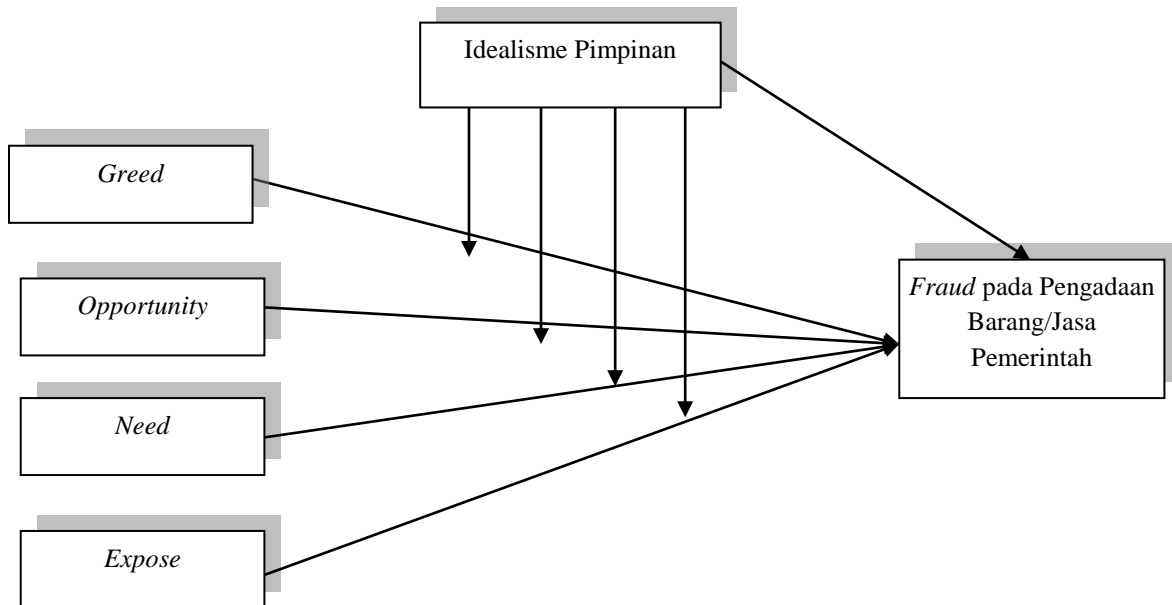 Idealisme Pimpinan
Greed
Opportunity
Fraud pada Pengadaan
Barang/Jasa
Pemerintah
Need
Expose